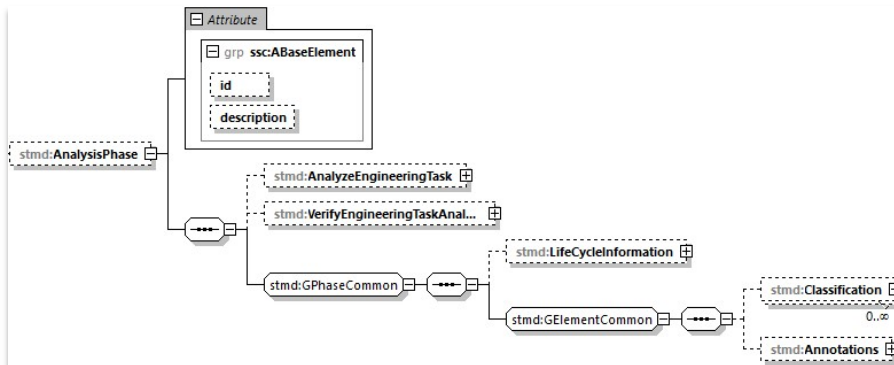 Attribute
grp ssc:ABaseElement
id
description
stmd:AnalysisPhase
stmd:AnalyzeEngineeringTask
stmd:VerifyEngineeringTaskAnal...
stmd:LifeCycleInformation
stmd:GPhaseCommon
stmd:Classification
0..∞
stmd:GElementCommon
stmd:Annotations